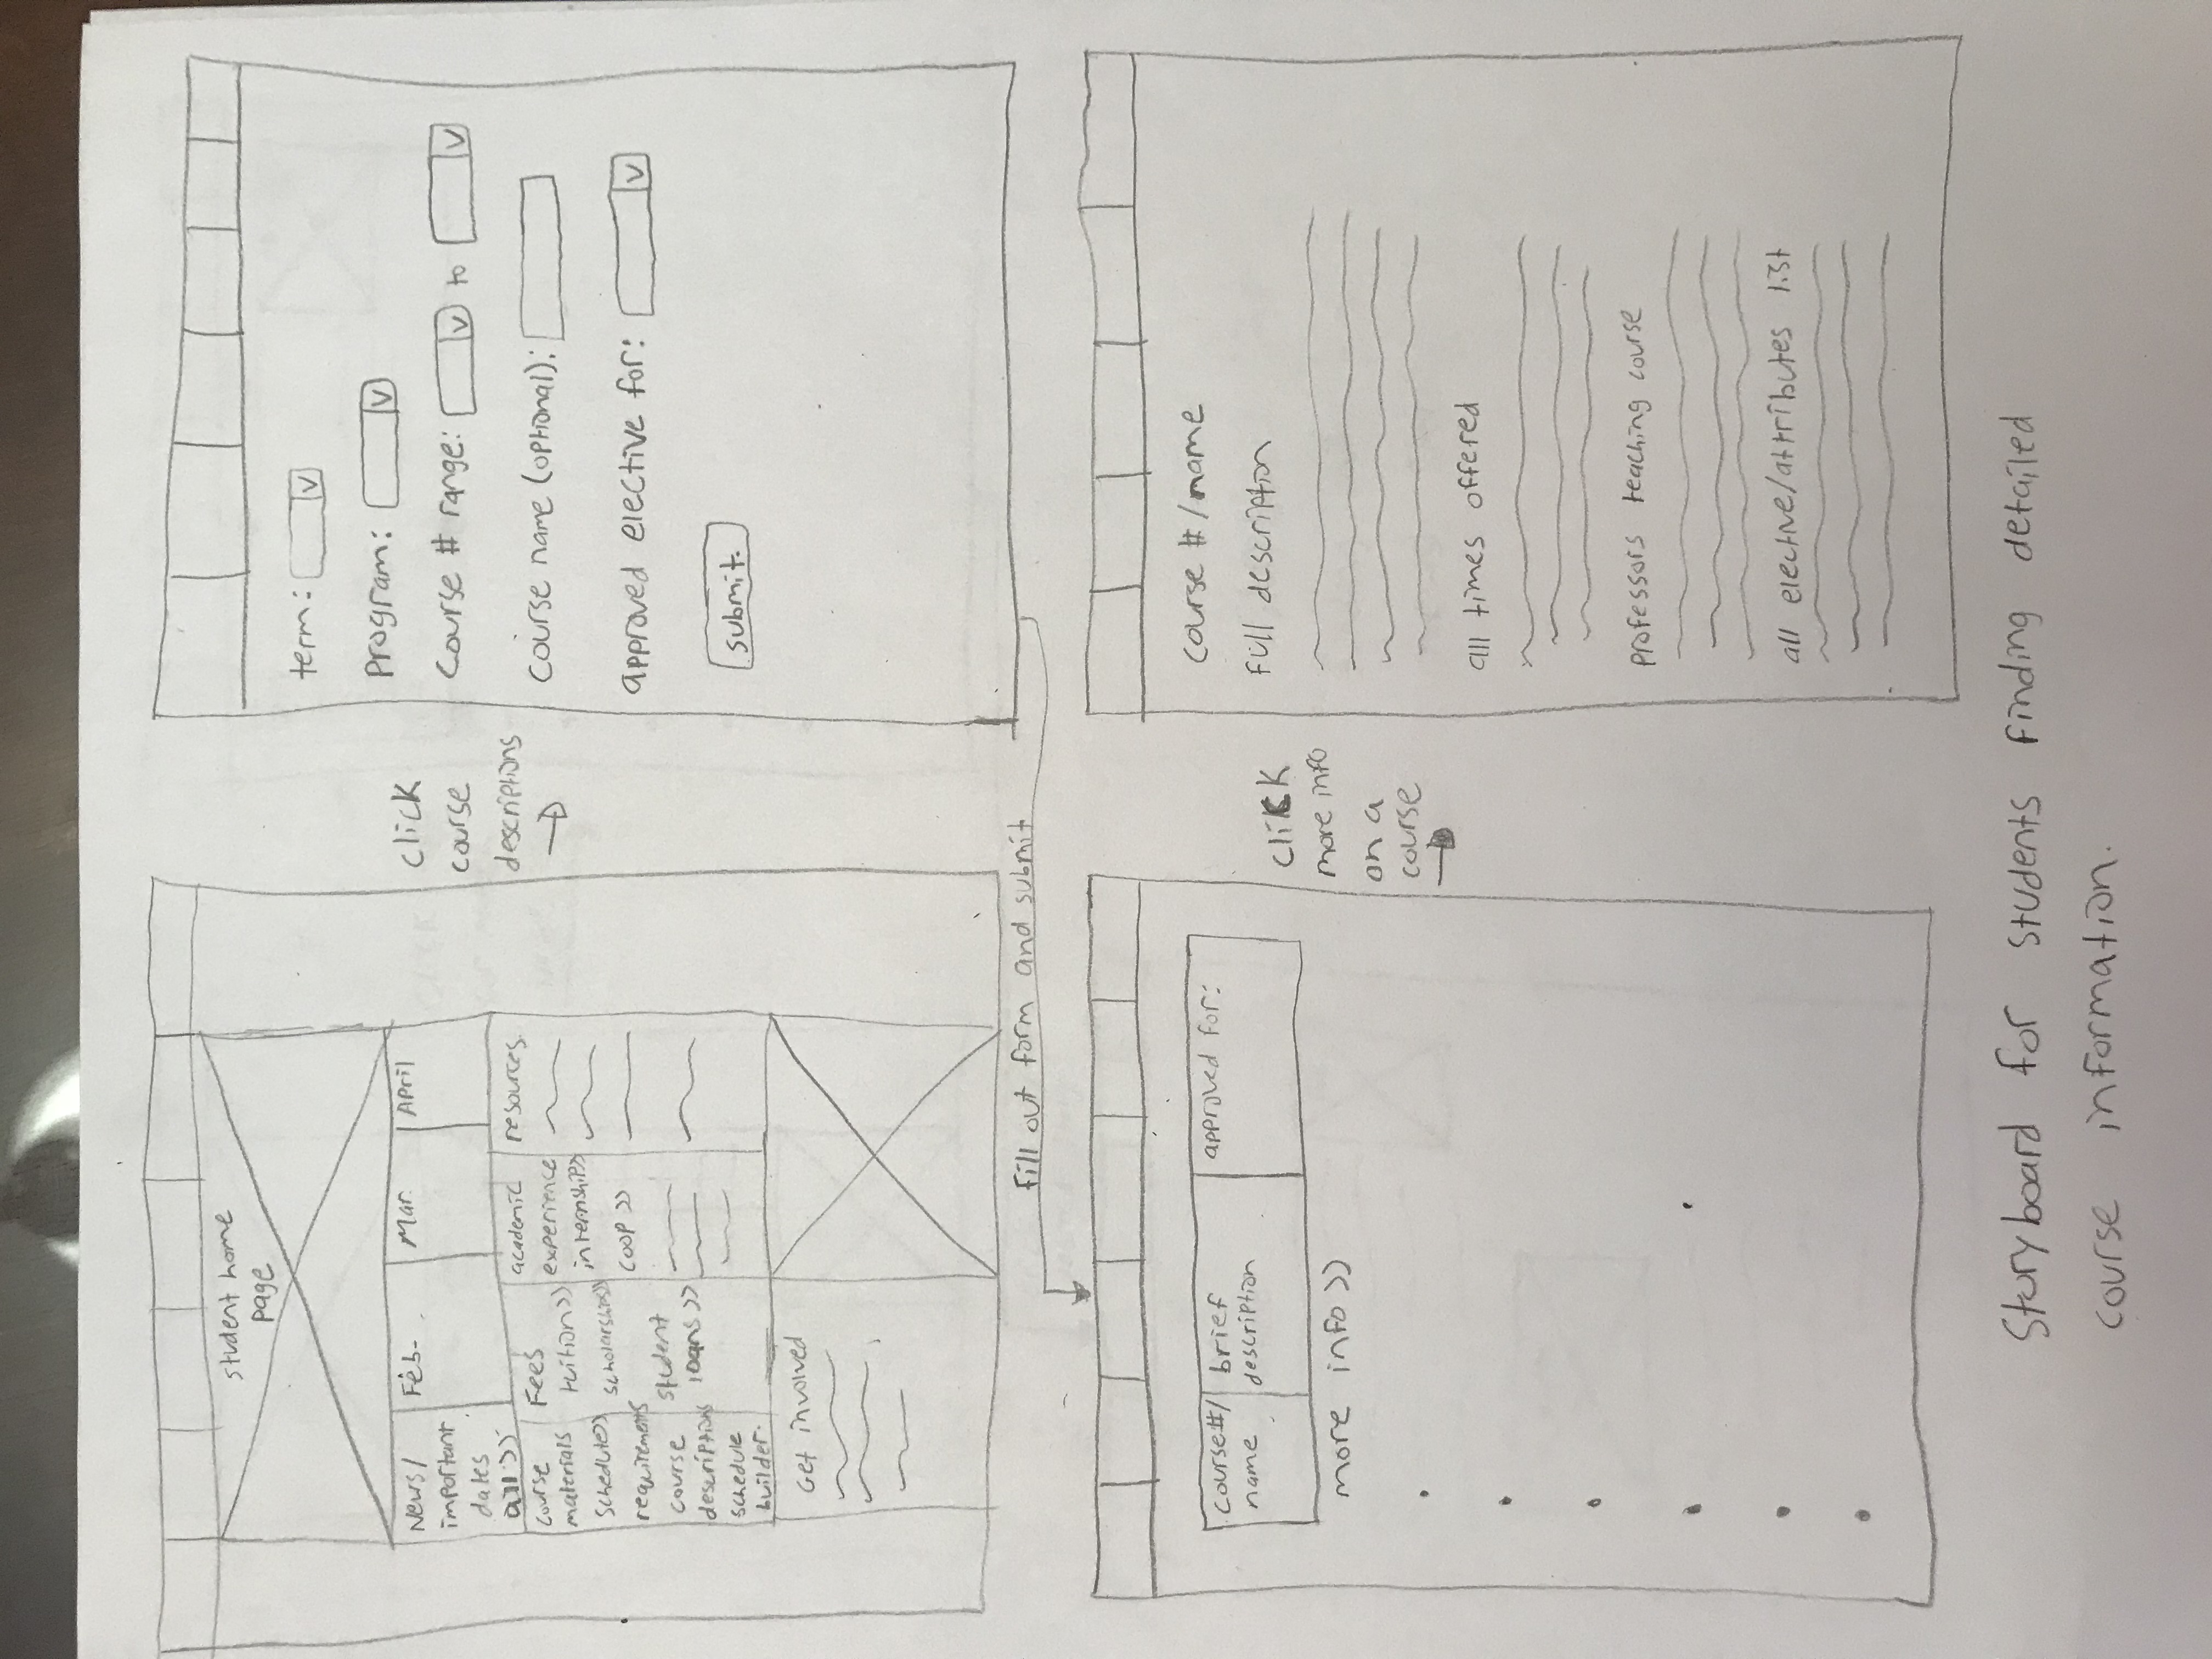 student home
page
News/
important
dates
all >>
Feb.
Mar.
April
course
materials
schedule>>
requirements
course
descriptions
schedule
builder.
Fees
tuition>>
scholarships>>
student
loans >>
academic
experience
internship>>
coop >>
resources.
Get involved
click
course
descriptions
term: v
program: v
course # range: v to v
course name (optional):
approved elective for: v
submit.
fill out form and submit
course#/
name
brief
description
approved for:
more info >>
click
more info
on a
course
course #/name
full description
all times offered
professors teaching course
all elective/attributes list
Storyboard for students finding detailed
course information.